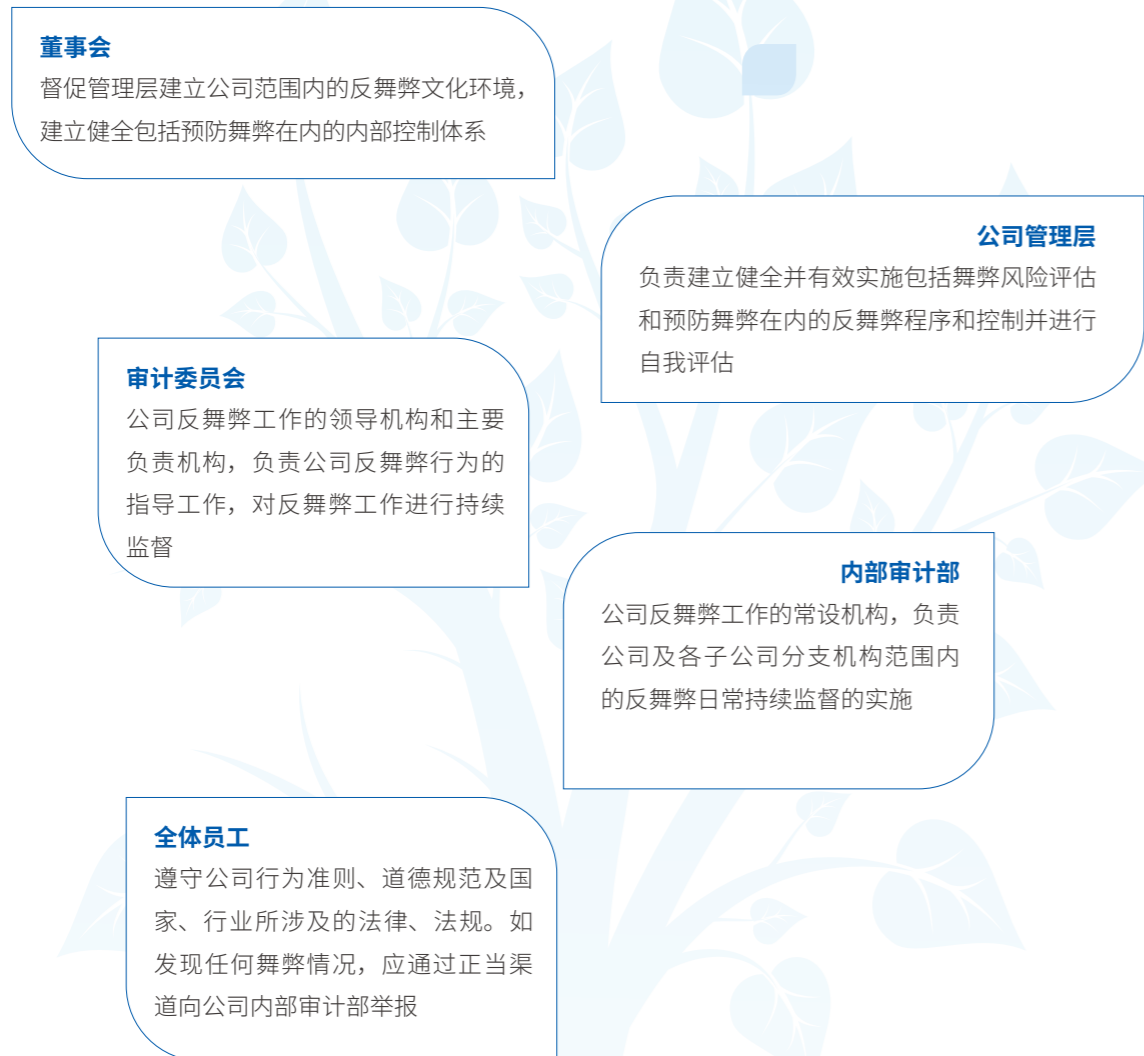 董事会
督促管理层建立公司范围内的反舞弊文化环境，
建立健全包括预防舞弊在内的内部控制体系
公司管理层
负责建立健全并有效实施包括舞弊风险评估
和预防舞弊在内的反舞弊程序和控制并进行
自我评估
审计委员会
公司反舞弊工作的领导机构和主要
负责机构，负责公司反舞弊行为的
指导工作，对反舞弊工作进行持续
监督
内部审计部
公司反舞弊工作的常设机构，负责
公司及各子公司分支机构范围内
的反舞弊日常持续监督的实施
全体员工
遵守公司行为准则、道德规范及国
家、行业所涉及的法律、法规。如
发现任何舞弊情况，应通过正当渠
道向公司内部审计部举报